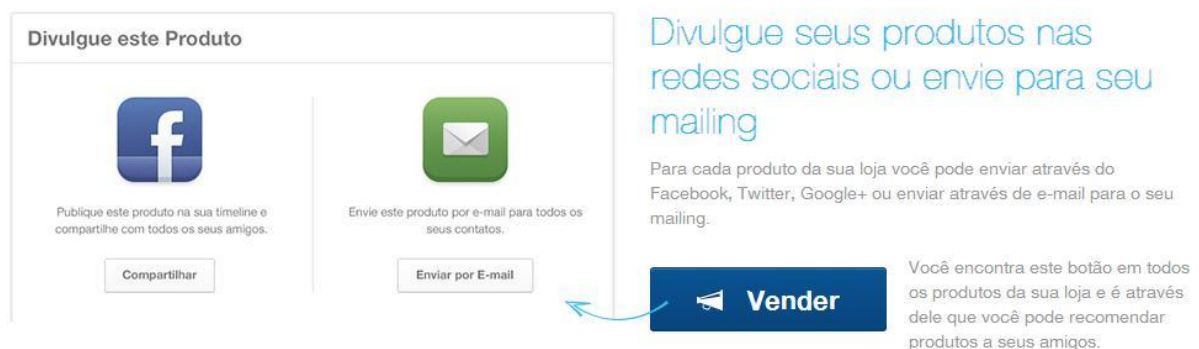 Divulgue este Produto
Publique este produto na sua timeline e
compartilhe com todos os seus amigos.
Compartilhar
Envie este produto por e-mail para todos os
seus contatos.
Enviar por E-mail
Divulgue seus produtos nas
redes sociais ou envie para seu
mailing
Para cada produto da sua loja você pode enviar através do
Facebook, Twitter, Google+ ou enviar através de e-mail para o seu
mailing.
Vender
Você encontra este botão em todos
os produtos da sua loja e é através
dele que você pode recomendar
produtos a seus amigos.